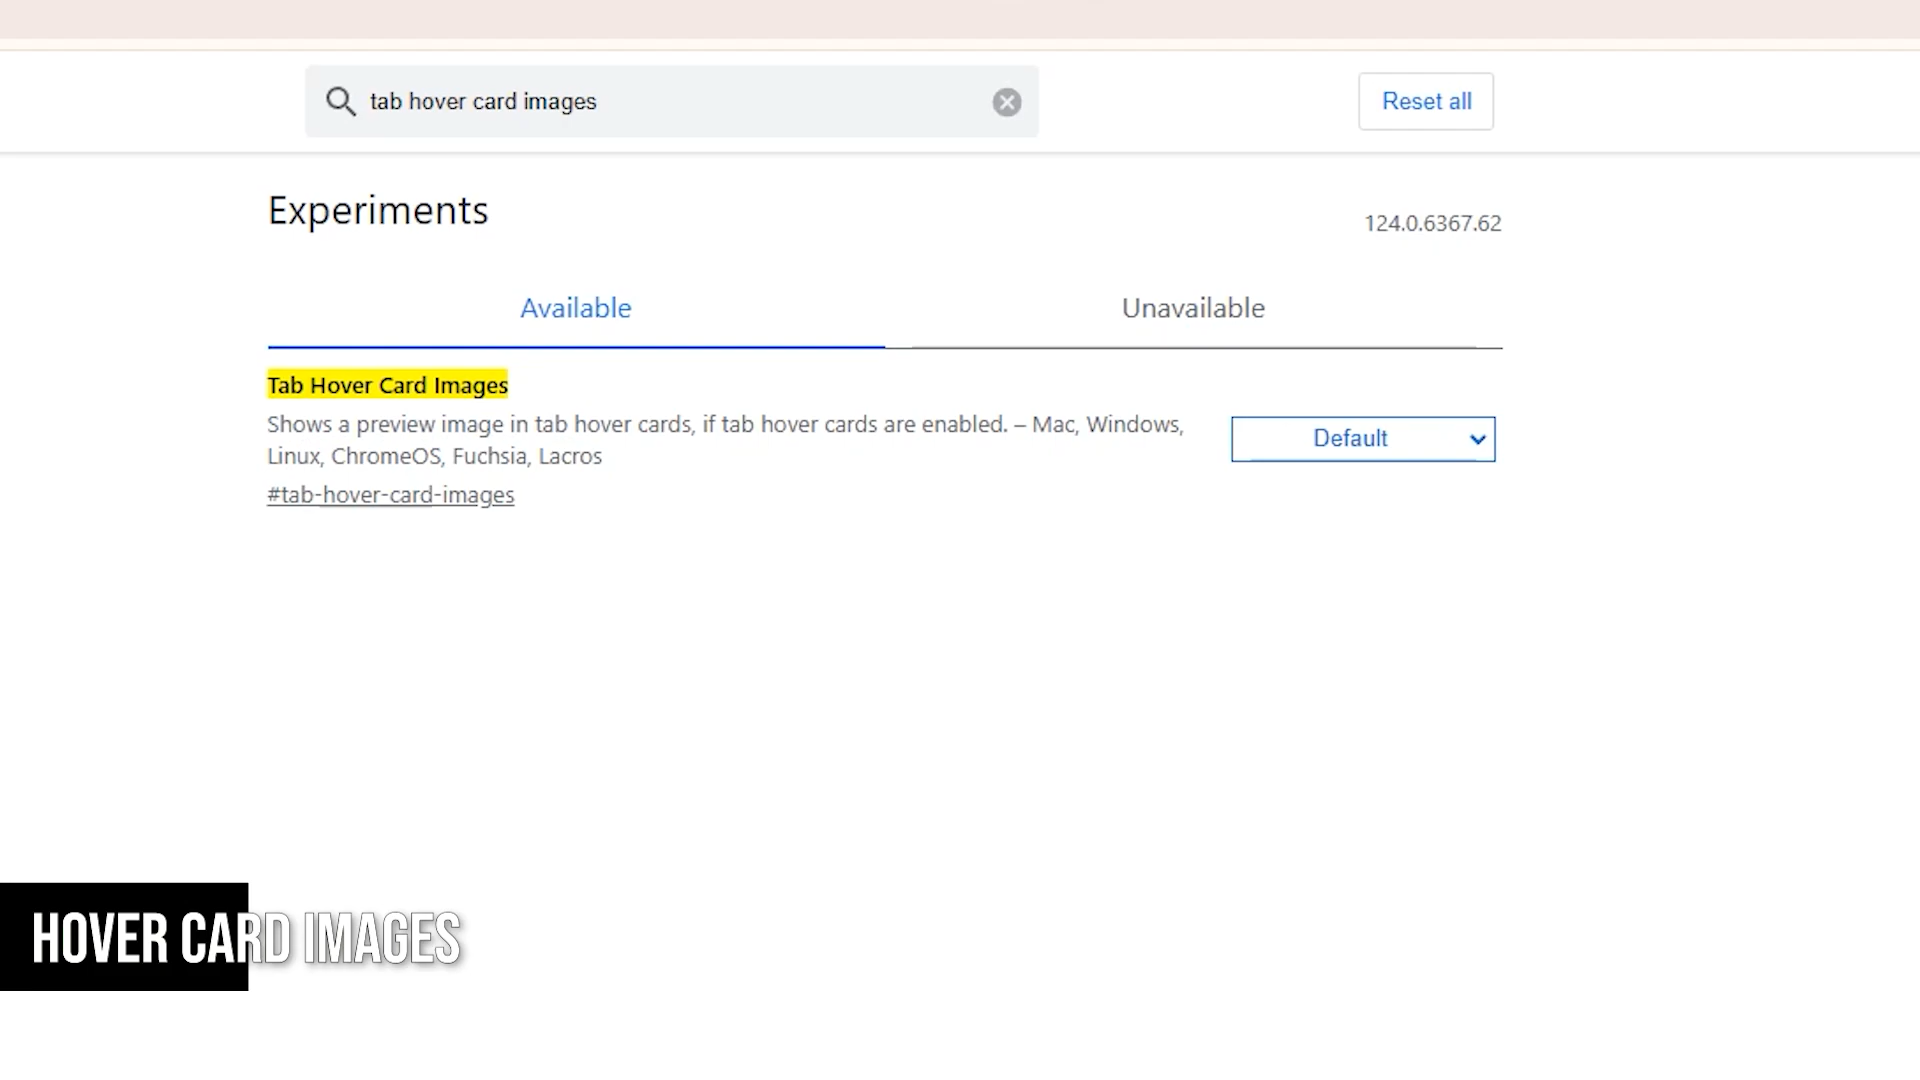 tab hover card images
Reset all
Experiments
124.0.6367.62
Available
Unavailable
Tab Hover Card Images
Shows a preview image in tab hover cards, if tab hover cards are enabled. – Mac, Windows,
Linux, ChromeOS, Fuchsia, Lacros
Default
#tab-hover-card-images
HOVER CARD IMAGES